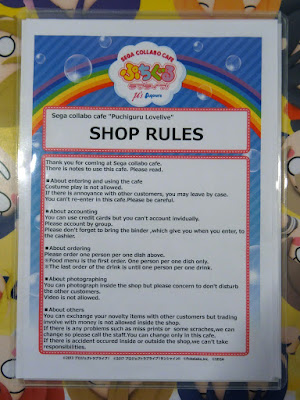 SEGA COLLABO CAFE
ぷちぐる
ラブライブ!
μ's Aqours
Sega collabo cafe "Puchiguru Lovelive"
SHOP RULES
Thank you for coming at Sega collabo cafe.
There is notes to use this cafe. Please read.
■About entering and using the cafe
Costume play is not allowed.
If there is ennoyance with other customers, you may leave by case.
You can't re-enter in this cafe.Please be careful.
■About accounting
You can use credit cards but you can't account invidually.
Please account by group.
Please don't forget to bring the binder ,which give you when you enter, to
the cashier.
■About ordering
Please order one person per one dish above.
※Food menu is the first order. One person per one dish only.
※The last order of the drink is until one person per one drink.
■About photographing
You can photograph inside the shop but please concern to don't disturb
the other customers.
Video is not allowed.
■About others
You can exchange your novelty items with other customers but trading
involve with money is not allowed inside the shop.
If there is any problems such as miss prints or some scraches,we can
change so please call the staff.You can change only in this cafe.
If there is accident occured inside or outside the shop,we can't take
responsibilities.